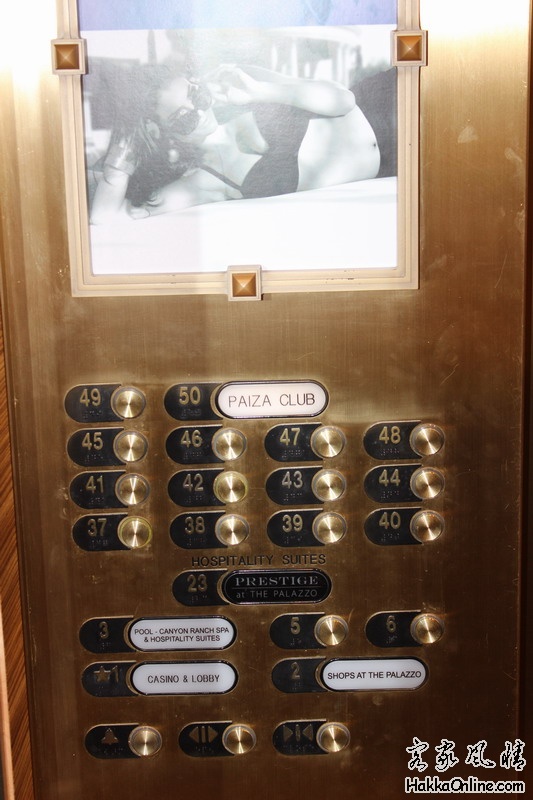 49 50 PAIZA CLUB
45 46 47 48
41 42 43 44
37 38 39 40
HOSPITALITY SUITES
23 PRESTIGE
at THE PALAZZO
3 POOL - CANYON RANCH SPA
& HOSPITALITY SUITES
5 6
★1 CASINO & LOBBY
2 SHOPS AT THE PALAZZO
客家风情
HakkaOnline.com